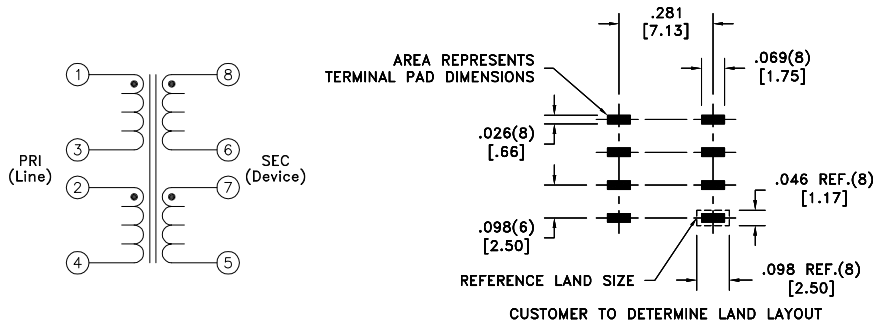 1
3
2
4
8
6
7
5
PRI
(Line)
SEC
(Device)
.281
[7.13]
AREA REPRESENTS
TERMINAL PAD DIMENSIONS
.069(8)
[1.75]
.026(8)
[.66]
.046 REF.(8)
[1.17]
.098(6)
[2.50]
REFERENCE LAND SIZE
.098 REF.(8)
[2.50]
CUSTOMER TO DETERMINE LAND LAYOUT